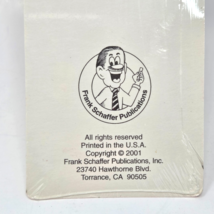 Frank Schaffer Publications
All rights reserved
Printed in the U.S.A.
Copyright © 2001
Frank Schaffer Publications, Inc.
23740 Hawthorne Blvd.
Torrance, CA 90505